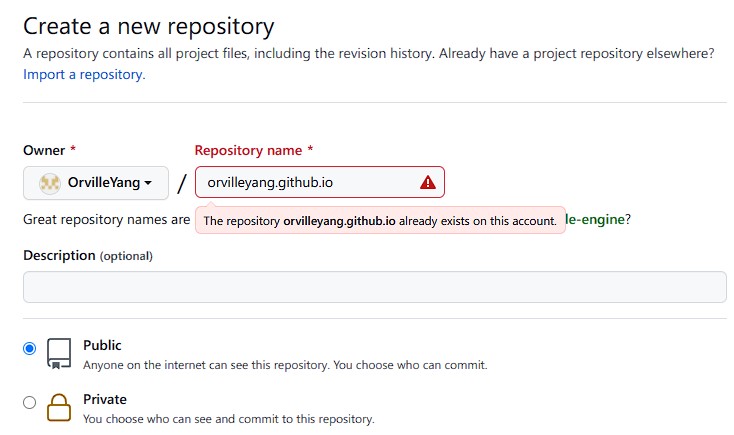 Create a new repository
A repository contains all project files, including the revision history. Already have a project repository elsewhere?
Import a repository.
Owner * Repository name *
OrvilleYang / orvilleyang.github.io
Great repository names are le-engine?
The repository orvilleyang.github.io already exists on this account.
Description (optional)
Public
Anyone on the internet can see this repository. You choose who can commit.
Private
You choose who can see and commit to this repository.